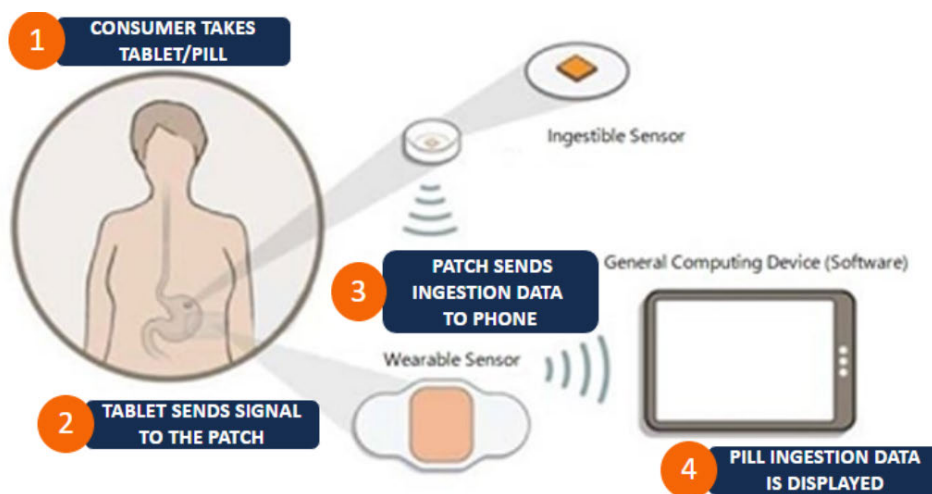 1
CONSUMER TAKES
TABLET/PILL
Ingestible Sensor
2
TABLET SENDS SIGNAL
TO THE PATCH
3
PATCH SENDS
INGESTION DATA
TO PHONE
Wearable Sensor
General Computing Device (Software)
4
PILL INGESTION DATA
IS DISPLAYED